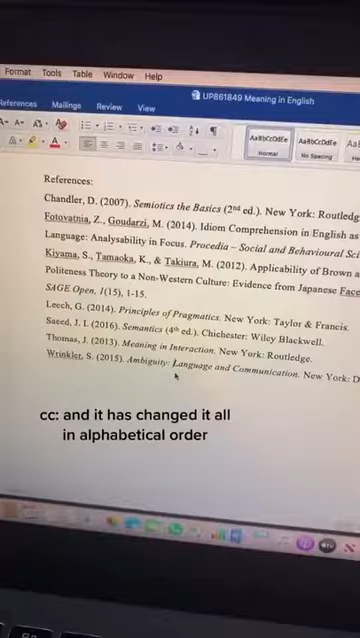 Format Tools Table Window Help
UP861849 Meaning in English
References Mailings Review View
AaBbCcDdEe AaBbCcDdEe
Normal No Spacing
References:
Chandler, D. (2007). Semiotics the Basics (2nd ed.). New York: Routledg
Fotovatnia, Z., Goudarzi, M. (2014). Idiom Comprehension in English as
Language: Analysability in Focus. Procedia – Social and Behavioural Sci
Kiyama, S., Tamaoka, K., & Takiura, M. (2012). Applicability of Brown a
Politeness Theory to a Non-Western Culture: Evidence from Japanese Face
SAGE Open, 1(15), 1-15.
Leech, G. (2014). Principles of Pragmatics. New York: Taylor & Francis.
Saeed, J. I. (2016). Semantics (4th ed.). Chichester: Wiley Blackwell.
Thomas, J. (2013). Meaning in Interaction. New York: Routledge.
Wrinkler, S. (2015). Ambiguity: Language and Communication. New York: D
cc: and it has changed it all
in alphabetical order